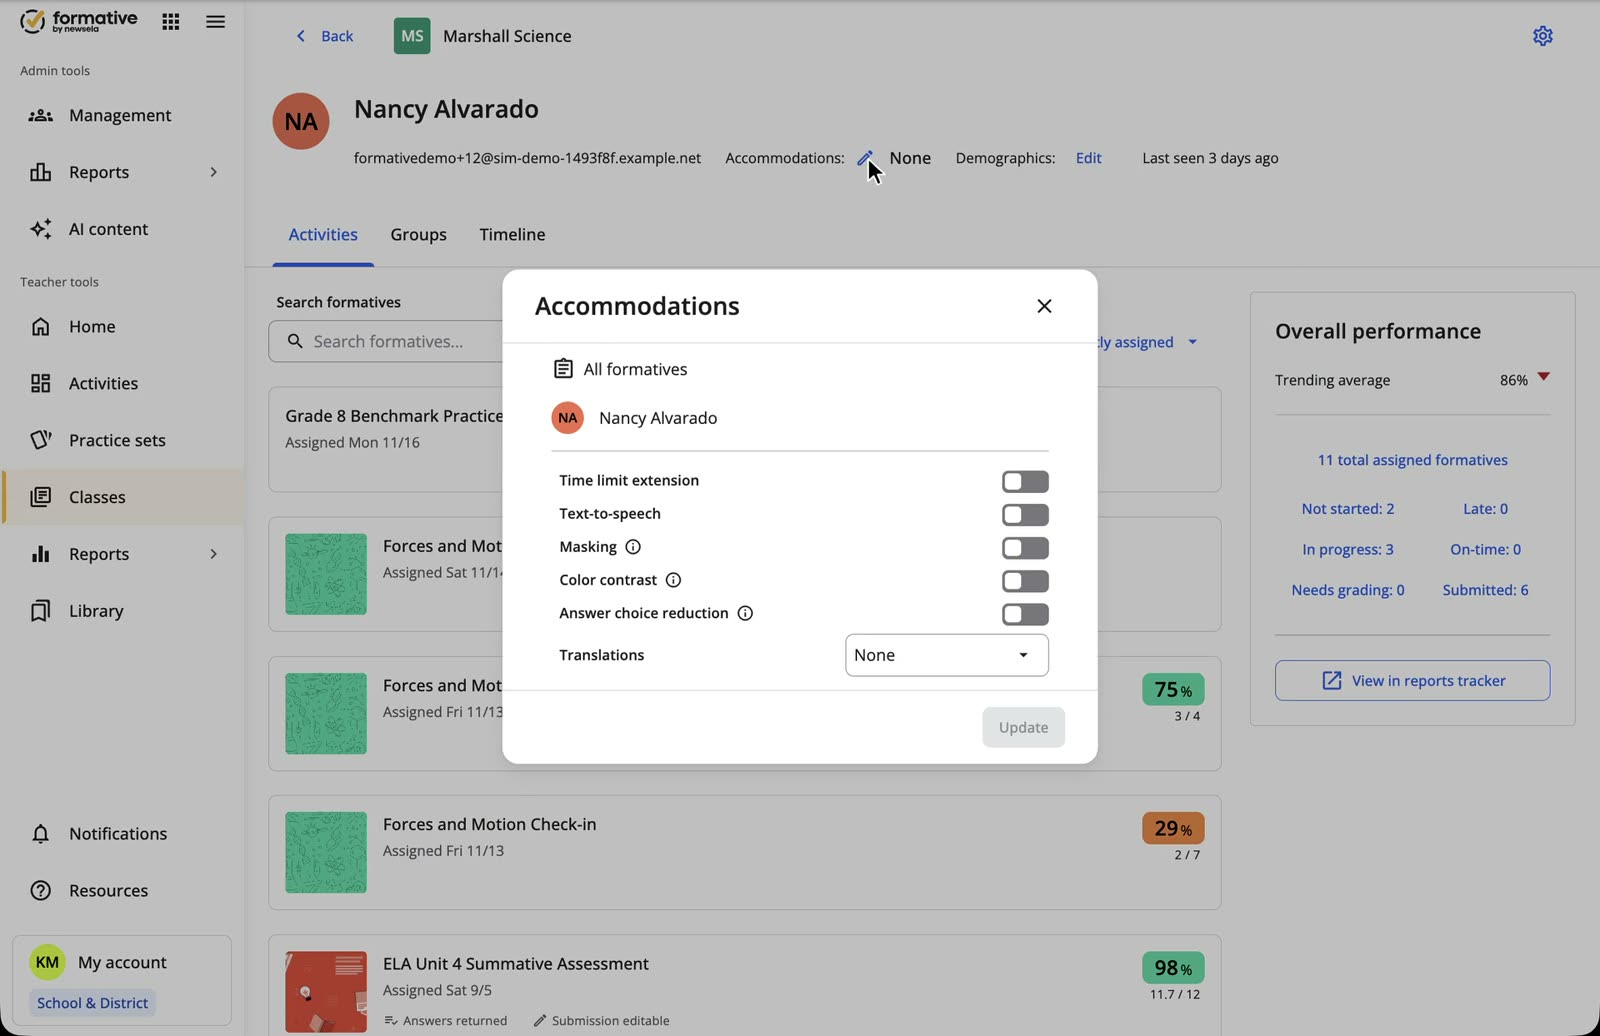 formative
by newsela
Admin tools
Management
Reports
AI content
Teacher tools
Home
Activities
Practice sets
Classes
Reports
Library
Notifications
Resources
KM My account
School & District
Back
MS Marshall Science
NA
Nancy Alvarado
formativedemo+12@sim-demo-1493f8f.example.net Accommodations: None Demographics: Edit Last seen 3 days ago
Activities Groups Timeline
Search formatives
Search formatives...
tly assigned
Grade 8 Benchmark Practice
Assigned Mon 11/16
Forces and Mot
Assigned Sat 11/14
Forces and Mot
Assigned Fri 11/13
75%
3 / 4
Forces and Motion Check-in
Assigned Fri 11/13
29%
2 / 7
ELA Unit 4 Summative Assessment
Assigned Sat 9/5
Answers returned Submission editable
98%
11.7 / 12
Accommodations
All formatives
NA Nancy Alvarado
Time limit extension
Text-to-speech
Masking
Color contrast
Answer choice reduction
Translations None
Update
Overall performance
Trending average 86%
11 total assigned formatives
Not started: 2 Late: 0
In progress: 3 On-time: 0
Needs grading: 0 Submitted: 6
View in reports tracker